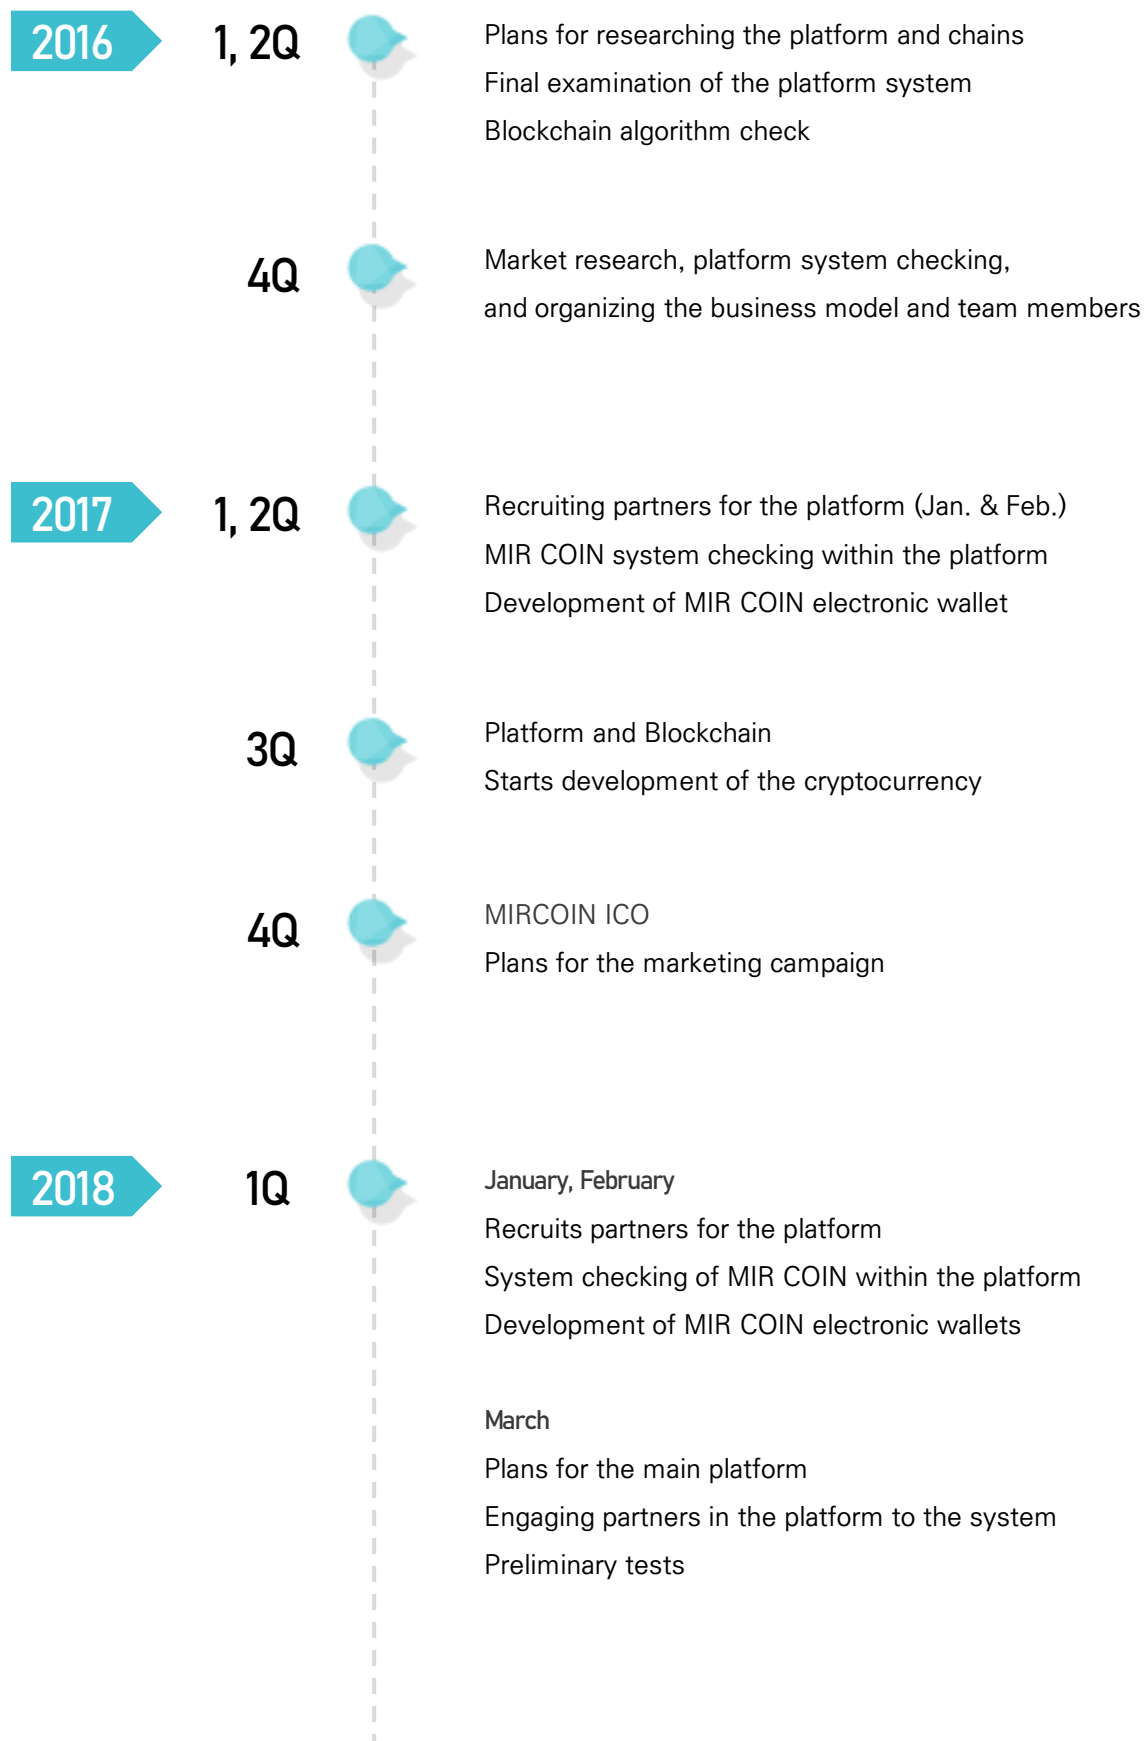 2016
1, 2Q
Plans for researching the platform and chains
Final examination of the platform system
Blockchain algorithm check
4Q
Market research, platform system checking,
and organizing the business model and team members
2017
1, 2Q
Recruiting partners for the platform (Jan. & Feb.)
MIR COIN system checking within the platform
Development of MIR COIN electronic wallet
3Q
Platform and Blockchain
Starts development of the cryptocurrency
4Q
MIRCOIN ICO
Plans for the marketing campaign
2018
1Q
January, February
Recruits partners for the platform
System checking of MIR COIN within the platform
Development of MIR COIN electronic wallets
March
Plans for the main platform
Engaging partners in the platform to the system
Preliminary tests